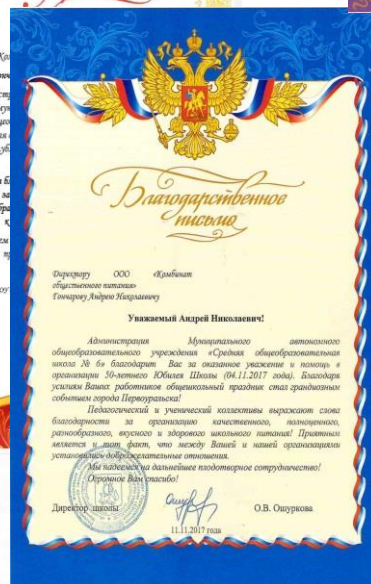 Благодарственное
письмо
Директору ООО «Комбинат
общественного питания»
Гончарову Андрею Николаевичу
Уважаемый Андрей Николаевич!
Администрация Муниципального автономного
общеобразовательного учреждения «Средняя общеобразовательная
школа № 6» благодарит Вас за оказанное уважение и помощь в
организации 50-летнего Юбилея Школы (04.11.2017 года). Благодаря
усилиям Ваших работников общешкольный праздник стал грандиозным
событием города Первоуральска!
Педагогический и ученический коллективы выражают слова
благодарности за организацию качественного, полноценного,
разнообразного, вкусного и здорового школьного питания! Приятным
является и тот факт, что между Вашей и нашей организациями
установились доброжелательные отношения.
Мы надеемся на дальнейшее плодотворное сотрудничество!
Огромное Вам спасибо!
Директор школы О.В. Ошуркова
11.11.2017 года